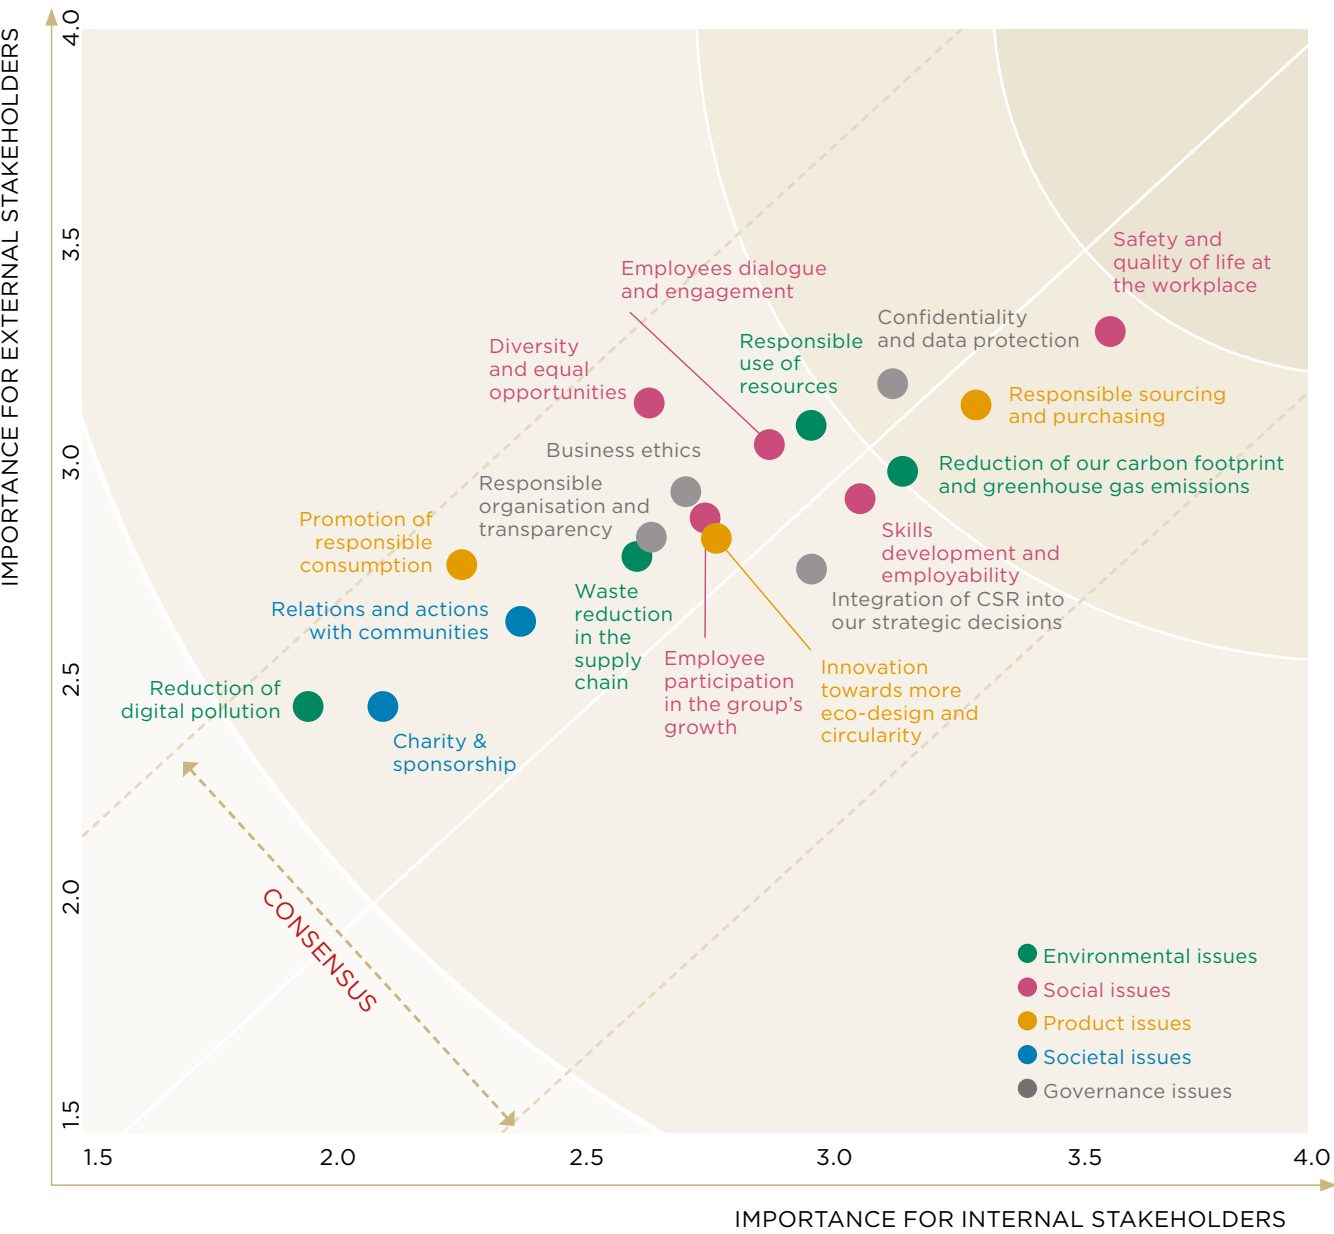 IMPORTANCE FOR EXTERNAL STAKEHOLDERS
4.0
3.5
3.0
2.5
2.0
1.5
Safety and
quality of life at
the workplace
Employees dialogue
and engagement
Confidentiality
and data protection
Responsible
use of
resources
Diversity
and equal
opportunities
Responsible sourcing
and purchasing
Business ethics
Reduction of our carbon footprint
and greenhouse gas emissions
Responsible
organisation and
transparency
Promotion of
responsible
consumption
Skills
development and
employability
Integration of CSR into
our strategic decisions
Relations and actions
with communities
Waste
reduction
in the
supply
chain
Employee
participation
in the group's
growth
Innovation
towards more
eco-design and
circularity
Reduction of
digital pollution
Charity &
sponsorship
CONSENSUS
Environmental issues
Social issues
Product issues
Societal issues
Governance issues
1.5
2.0
2.5
3.0
3.5
4.0
IMPORTANCE FOR INTERNAL STAKEHOLDERS